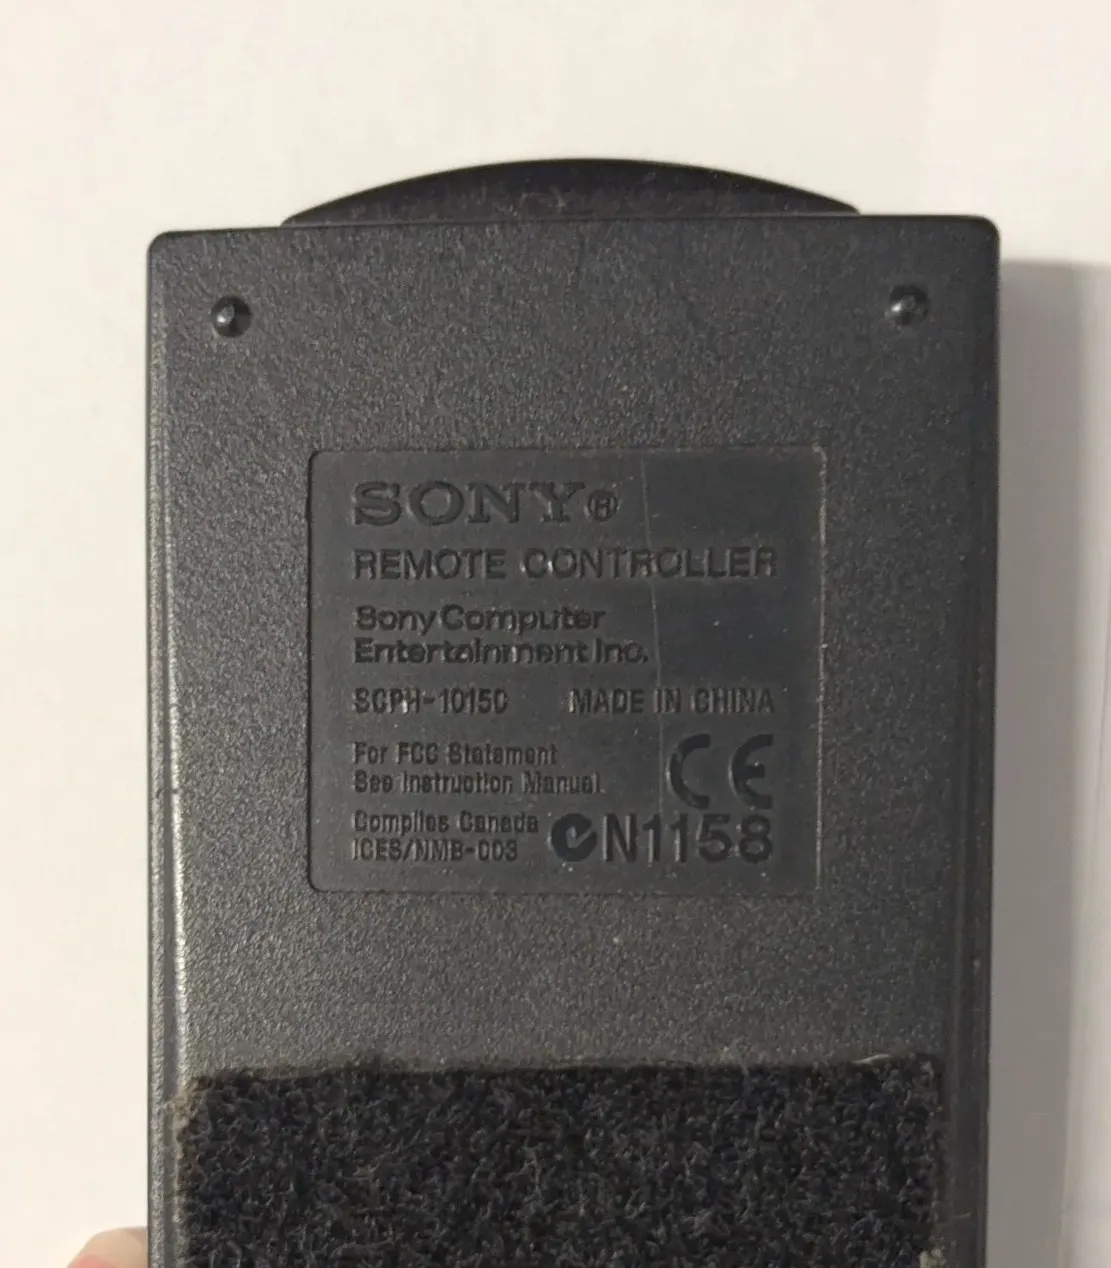 SONY®
REMOTE CONTROLLER
Sony Computer
Entertainment Inc.
SCPH-10150 MADE IN CHINA
For FCC Statement
See Instruction Manual.
CE
Complies Canada
ICES/NMB-003
N1158